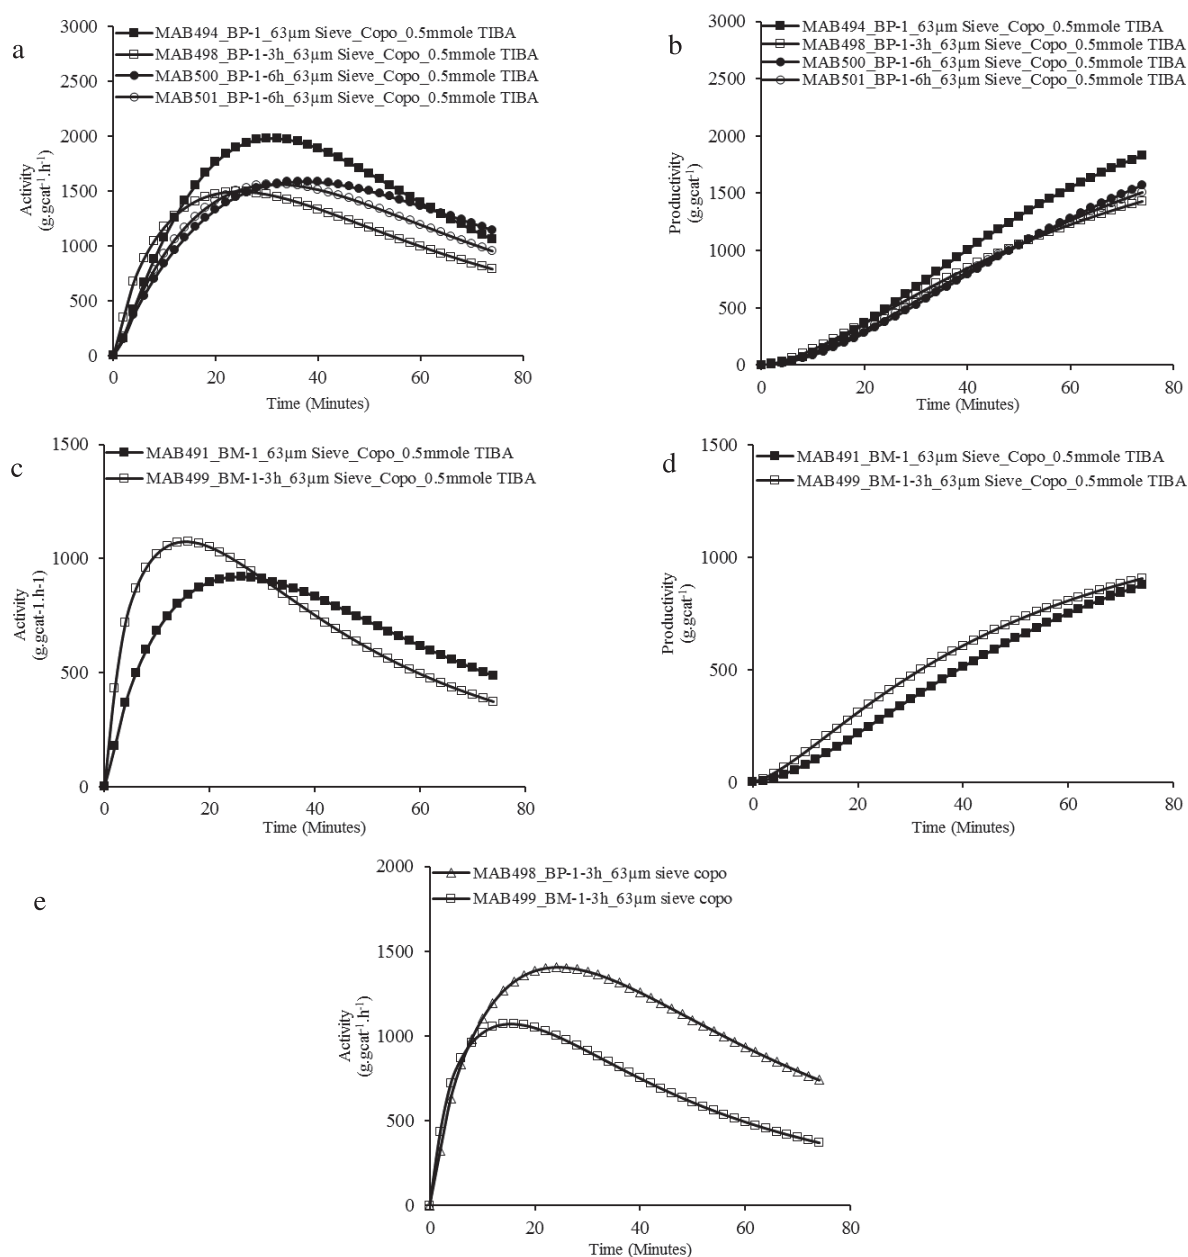 a
3000
2500
2000
1500
1000
500
0
0
20
40
60
80
Activity
(g.gcat⁻¹.h⁻¹)
Time (Minutes)
MAB494_BP-1_63µm Sieve_Copo_0.5mmole TIBA
MAB498_BP-1-3h_63µm Sieve_Copo_0.5mmole TIBA
MAB500_BP-1-6h_63µm Sieve_Copo_0.5mmole TIBA
MAB501_BP-1-6h_63µm Sieve_Copo_0.5mmole TIBA
b
3000
2500
2000
1500
1000
500
0
0
20
40
60
80
Productivity
(g.gcat⁻¹)
Time (Minutes)
MAB494_BP-1_63µm Sieve_Copo_0.5mmole TIBA
MAB498_BP-1-3h_63µm Sieve_Copo_0.5mmole TIBA
MAB500_BP-1-6h_63µm Sieve_Copo_0.5mmole TIBA
MAB501_BP-1-6h_63µm Sieve_Copo_0.5mmole TIBA
c
1500
1000
500
0
0
20
40
60
80
Activity
(g.gcat-1.h-1)
Time (Minutes)
MAB491_BM-1_63µm Sieve_Copo_0.5mmole TIBA
MAB499_BM-1-3h_63µm Sieve_Copo_0.5mmole TIBA
d
1500
1000
500
0
0
20
40
60
80
Productivity
(g.gcat⁻¹)
Time (Minutes)
MAB491_BM-1_63µm Sieve_Copo_0.5mmole TIBA
MAB499_BM-1-3h_63µm Sieve_Copo_0.5mmole TIBA
e
2000
1500
1000
500
0
0
20
40
60
80
Activity
(g.gcat⁻¹.h⁻¹)
Time (Minutes)
MAB498_BP-1-3h_63µm sieve copo
MAB499_BM-1-3h_63µm sieve copo